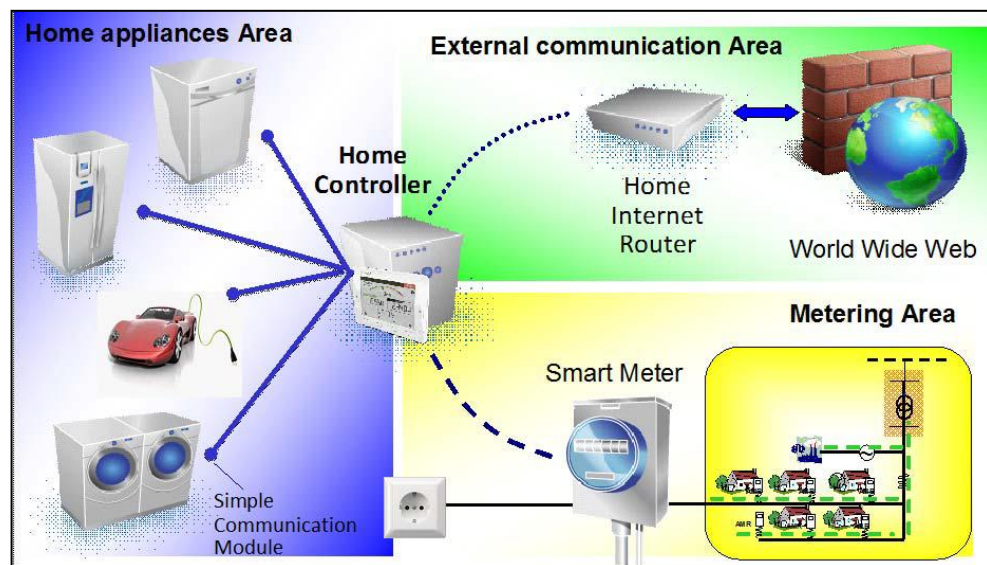 Home appliances Area
External communication Area
Home
Controller
Home
Internet
Router
World Wide Web
Metering Area
Smart Meter
Simple
Communication
Module
AMR